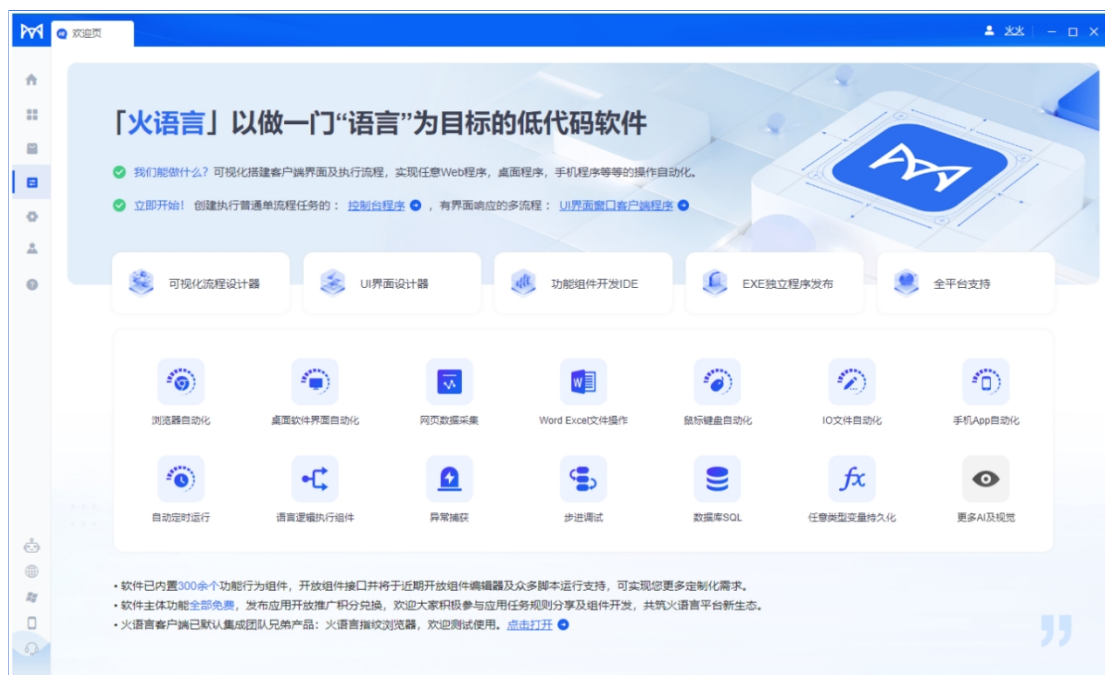 欢迎页
火火
「火语言」以做一门“语言”为目标的低代码软件
我们能做什么？可视化搭建客户端界面及执行流程，实现任意Web程序，桌面程序，手机程序等等的操作自动化。
立即开始！ 创建执行普通单流程任务的： 控制台程序 ，有界面响应的多流程： UI界面窗口客户端程序
可视化流程设计器
UI界面设计器
功能组件开发IDE
EXE独立程序发布
全平台支持
浏览器自动化
桌面软件界面自动化
网页数据采集
Word Excel文件操作
鼠标键盘自动化
IO文件自动化
手机App自动化
自动定时运行
语言逻辑执行组件
异常捕获
步进调试
数据库SQL
任意类型变量持久化
更多AI及视觉
• 软件已内置300余个功能行为组件，开放组件接口并将于近期开放组件编辑器及众多脚本运行支持，可实现您更多定制化需求。
• 软件主体功能全部免费，发布应用开放推广积分兑换，欢迎大家积极参与应用任务规则分享及组件开发，共筑火语言平台新生态。
• 火语言客户端已默认集成团队兄弟产品：火语言指纹浏览器，欢迎测试使用。点击打开